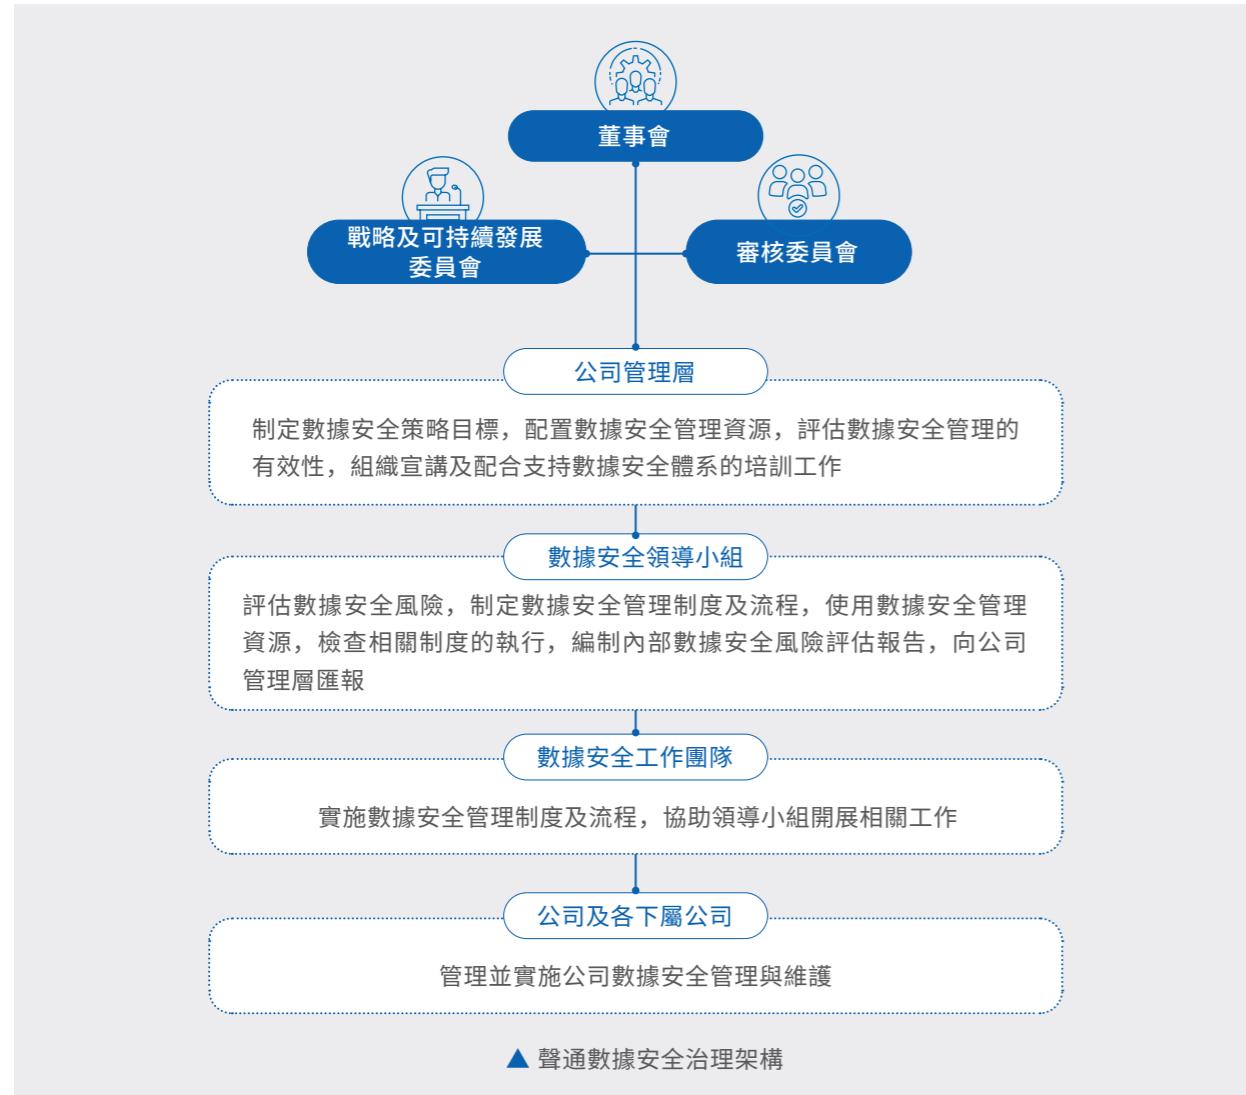 董事會
戰略及可持續發展
委員會
審核委員會
公司管理層
制定數據安全策略目標，配置數據安全管理資源，評估數據安全管理的
有效性，組織宣講及配合支持數據安全體系的培訓工作
數據安全領導小組
評估數據安全風險，制定數據安全管理制度及流程，使用數據安全管理
資源，檢查相關制度的執行，編制內部數據安全風險評估報告，向公司
管理層匯報
數據安全工作團隊
實施數據安全管理制度及流程，協助領導小組開展相關工作
公司及各下屬公司
管理並實施公司數據安全管理與維護
▲ 聲通數據安全治理架構